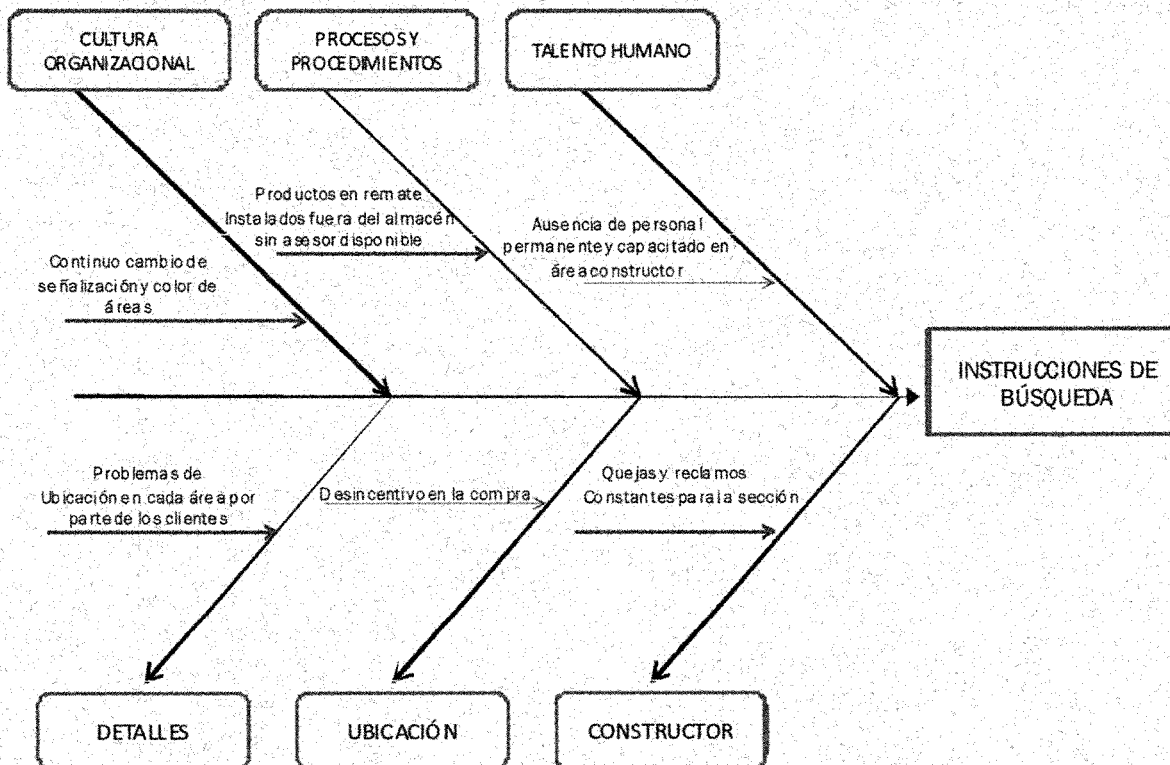 CULTURA
ORGANIZACIONAL
PROCESOS Y
PROCEDIMIENTOS
TALENTO HUMANO
Productos en remate
Instalados fuera del almacén
sin asesor disponible
Ausencia de personal
permanente y capacitado en
área constructor
Continuo cambio de
señalización y color de
áreas
INSTRUCCIONES DE
BÚSQUEDA
Problemas de
Ubicación en cada área por
parte de los clientes
Desincentivo en la compra
Quejas y reclamos
Constantes para la sección
DETALLES
UBICACIÓN
CONSTRUCTOR